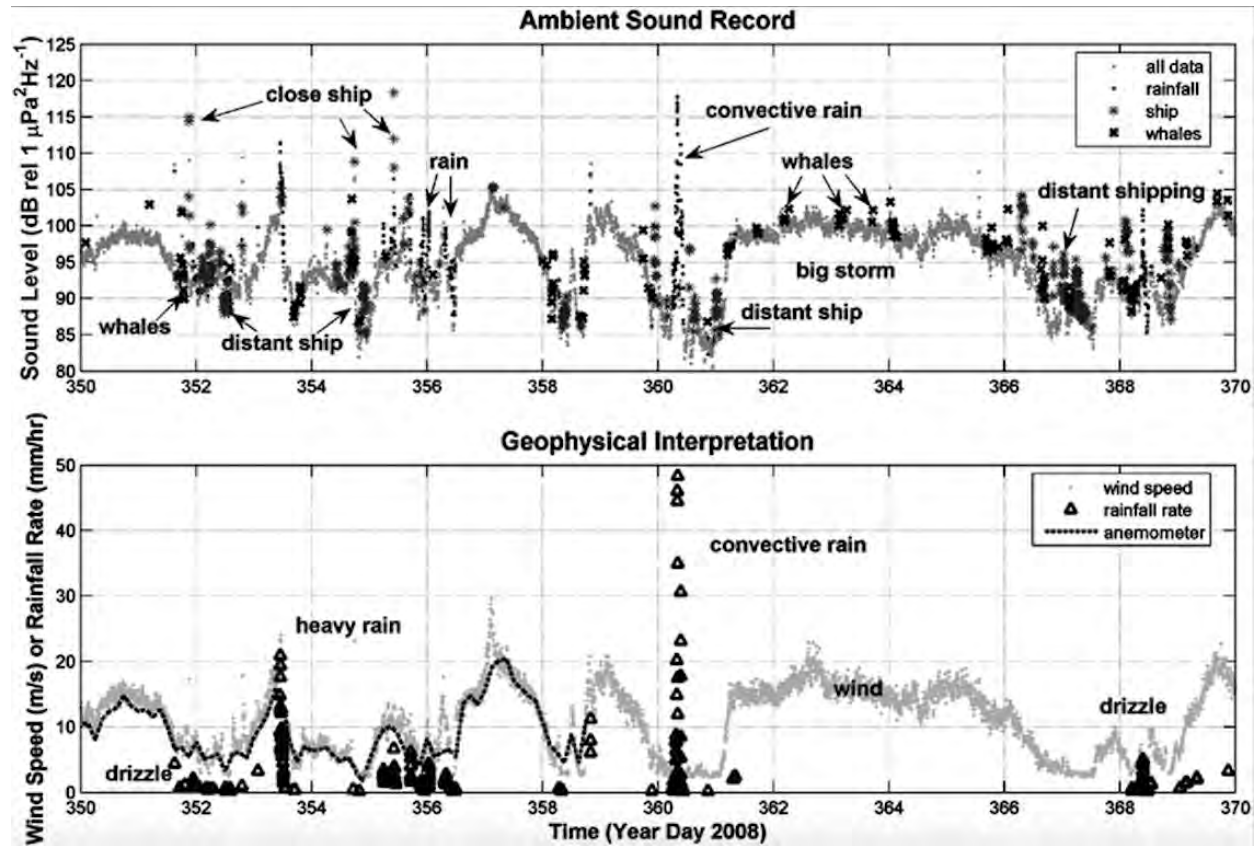 Ambient Sound Record
Sound Level (dB rel 1 μPa²Hz⁻¹)
125
120
115
110
105
100
95
90
85
80
all data
rainfall
ship
whales
close ship
convective rain
rain
whales
distant shipping
big storm
whales
distant ship
distant ship
350 352 354 356 358 360 362 364 366 368 370
Geophysical Interpretation
Wind Speed (m/s) or Rainfall Rate (mm/hr)
50
40
30
20
10
0
wind speed
rainfall rate
anemometer
convective rain
heavy rain
wind
drizzle
drizzle
350 352 354 356 358 360 362 364 366 368 370
Time (Year Day 2008)